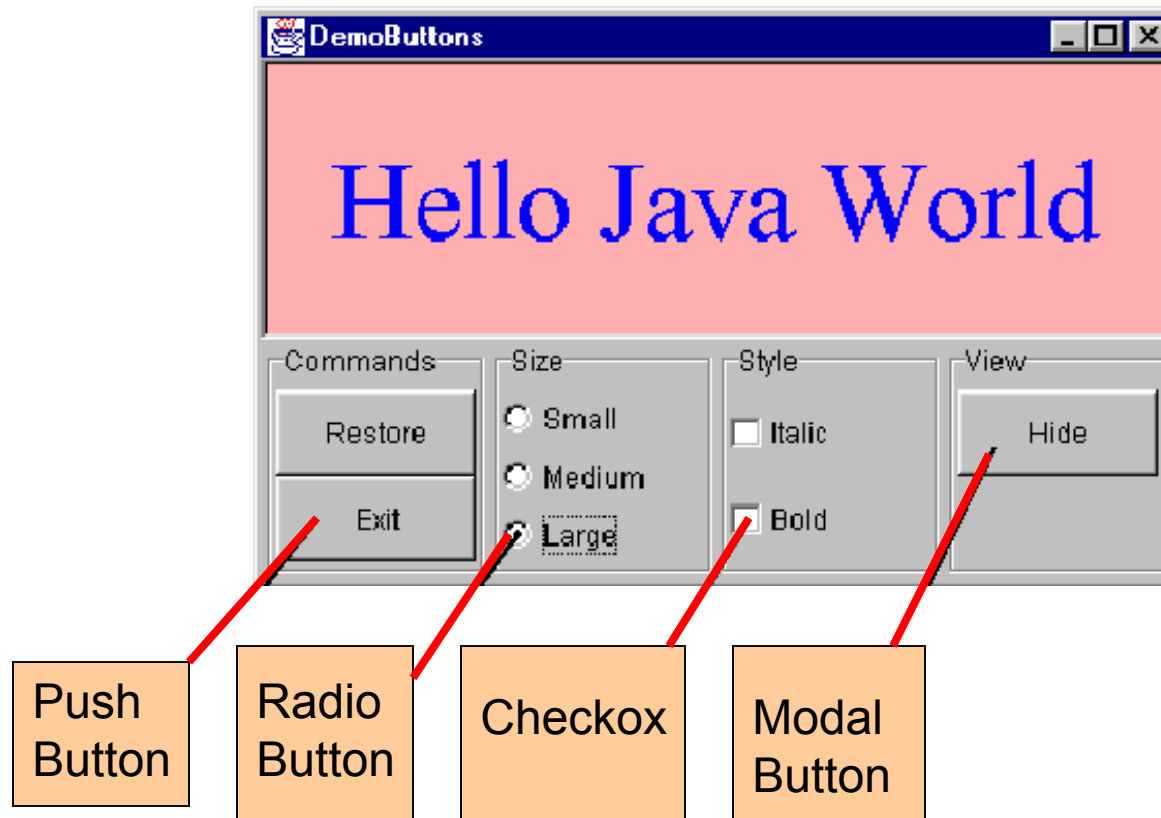 DemoButtons
Hello Java World
Commands
Size
Style
View
Restore
Small
Italic
Hide
Medium
Exit
Large
Bold
Push
Button
Radio
Button
Checkox
Modal
Button